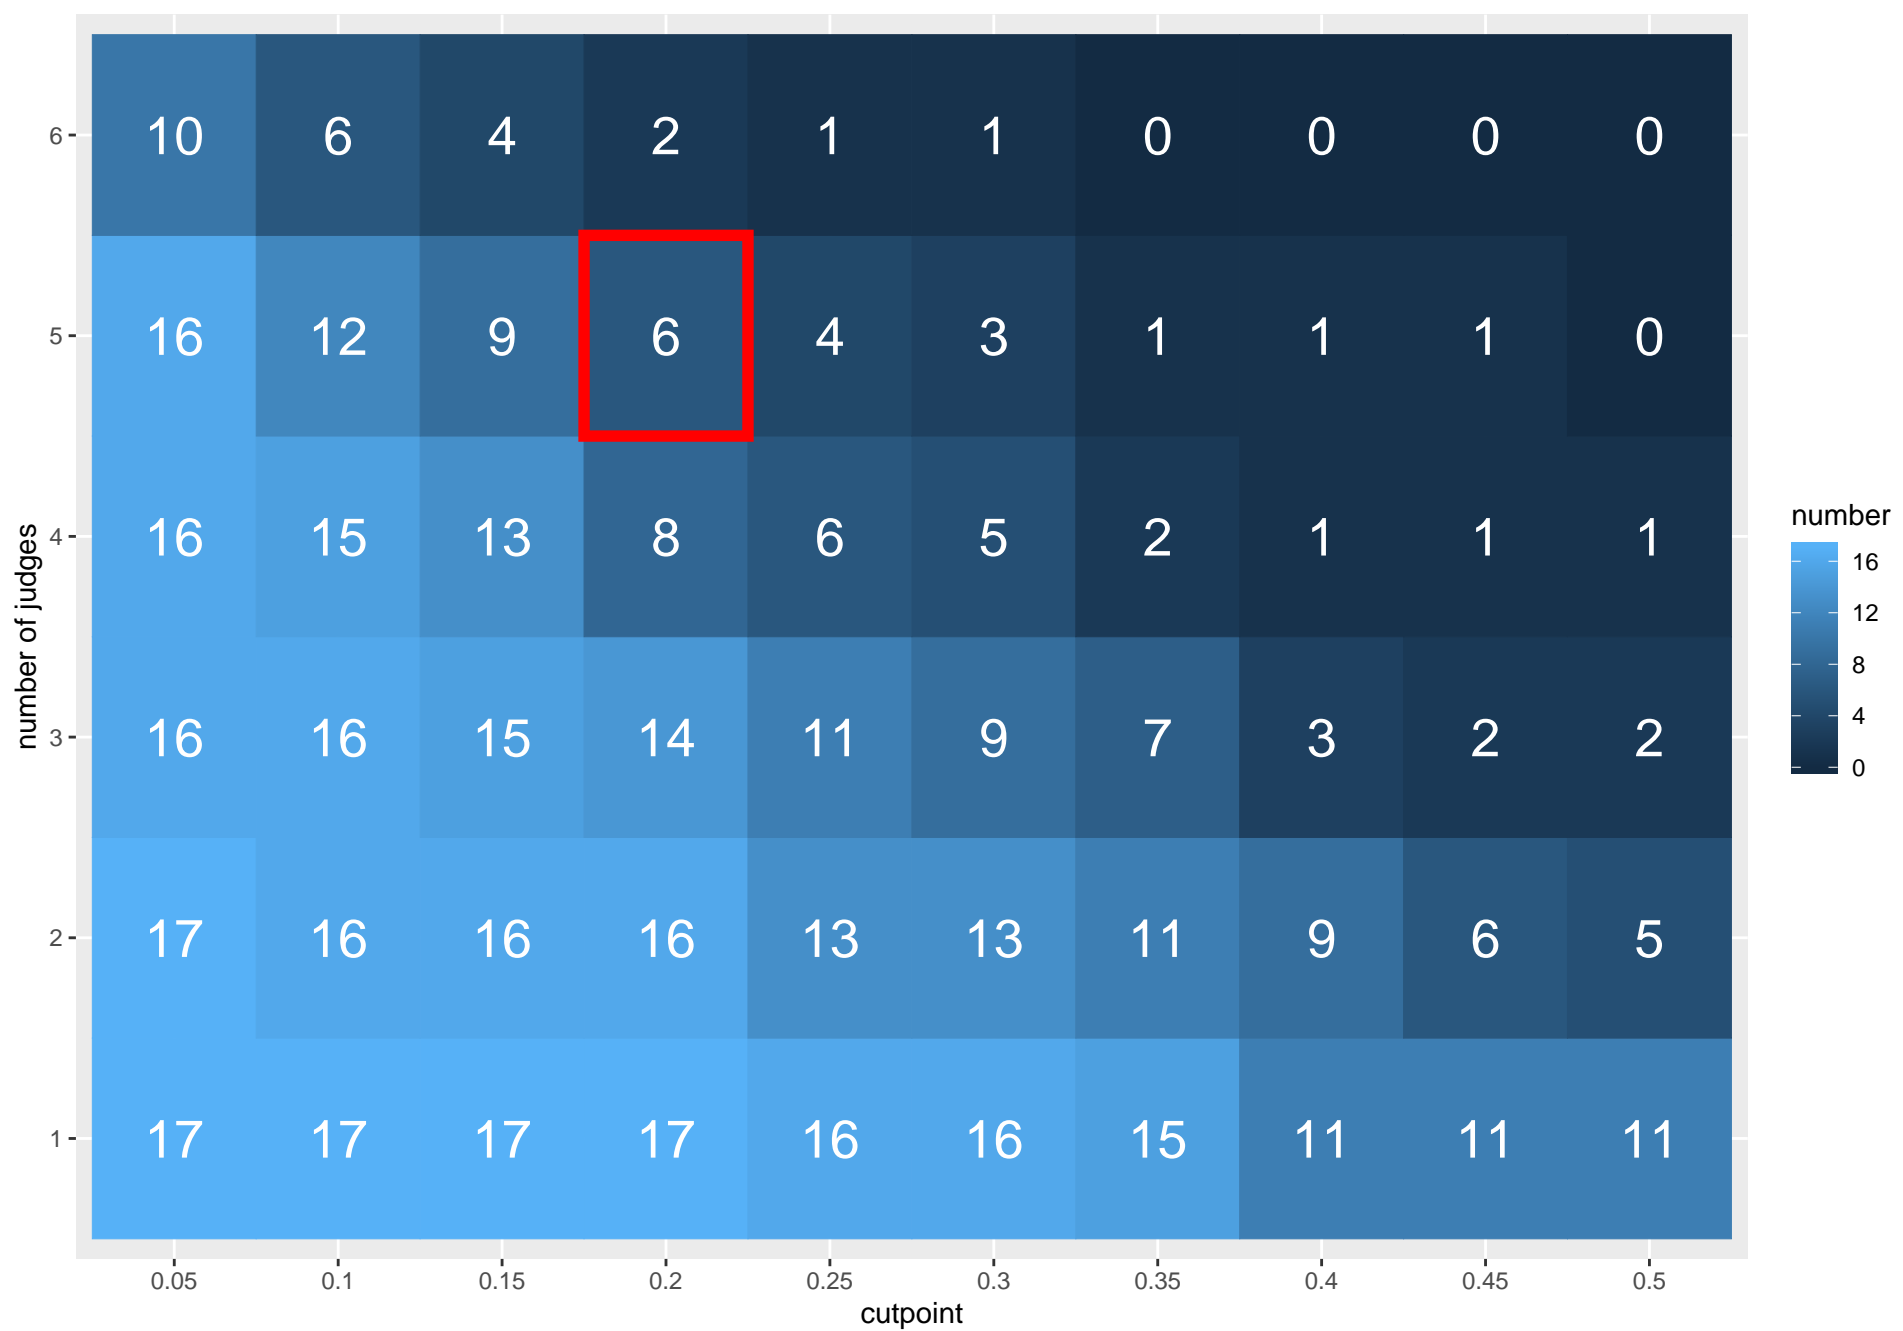 6 10 6 4 2 1 1 0 0 0 0
5 16 12 9 6 4 3 1 1 1 0
4 16 15 13 8 6 5 2 1 1 1
3 16 16 15 14 11 9 7 3 2 2
2 17 16 16 16 13 13 11 9 6 5
1 17 17 17 17 16 16 15 11 11 11
0.05 0.1 0.15 0.2 0.25 0.3 0.35 0.4 0.45 0.5
cutpoint
number of judges
number
16
12
8
4
0